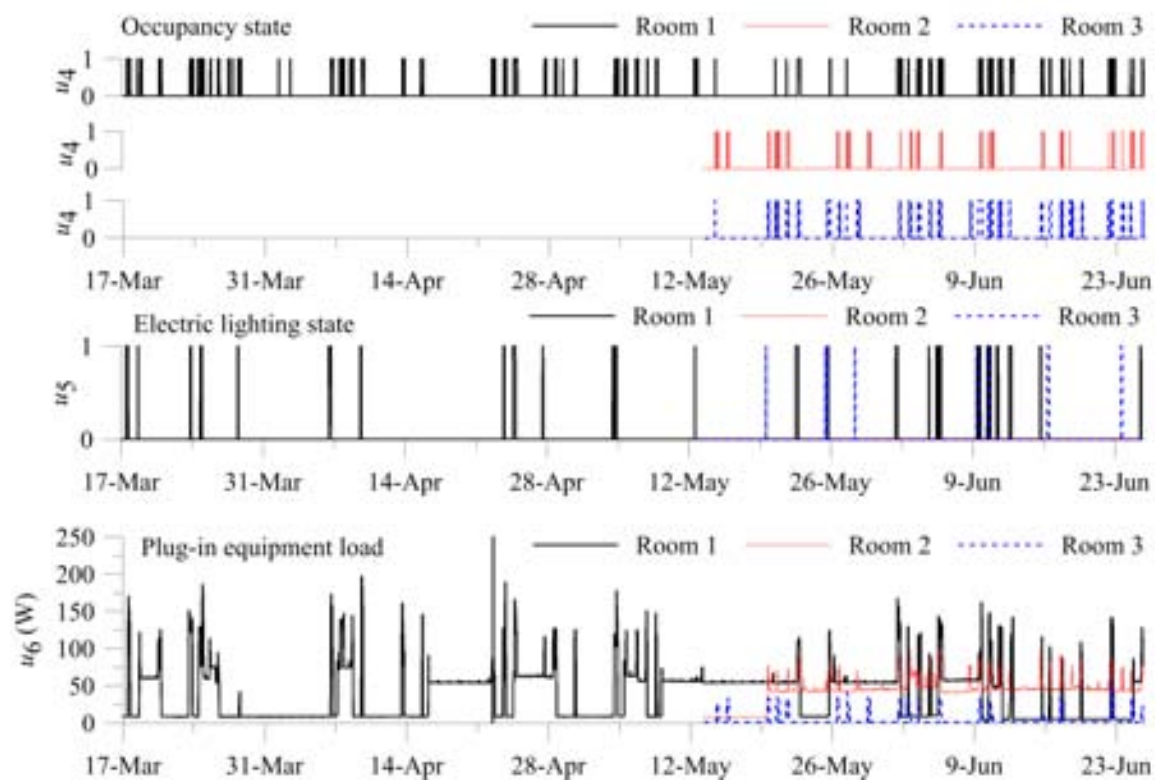 Occupancy state Room 1 Room 2 Room 3
u4 1 0
u4 1 0
u4 1 0
17-Mar 31-Mar 14-Apr 28-Apr 12-May 26-May 9-Jun 23-Jun
Electric lighting state Room 1 Room 2 Room 3
u5 1 0
17-Mar 31-Mar 14-Apr 28-Apr 12-May 26-May 9-Jun 23-Jun
Plug-in equipment load Room 1 Room 2 Room 3
u6 (W)
250
200
150
100
50
0
17-Mar 31-Mar 14-Apr 28-Apr 12-May 26-May 9-Jun 23-Jun